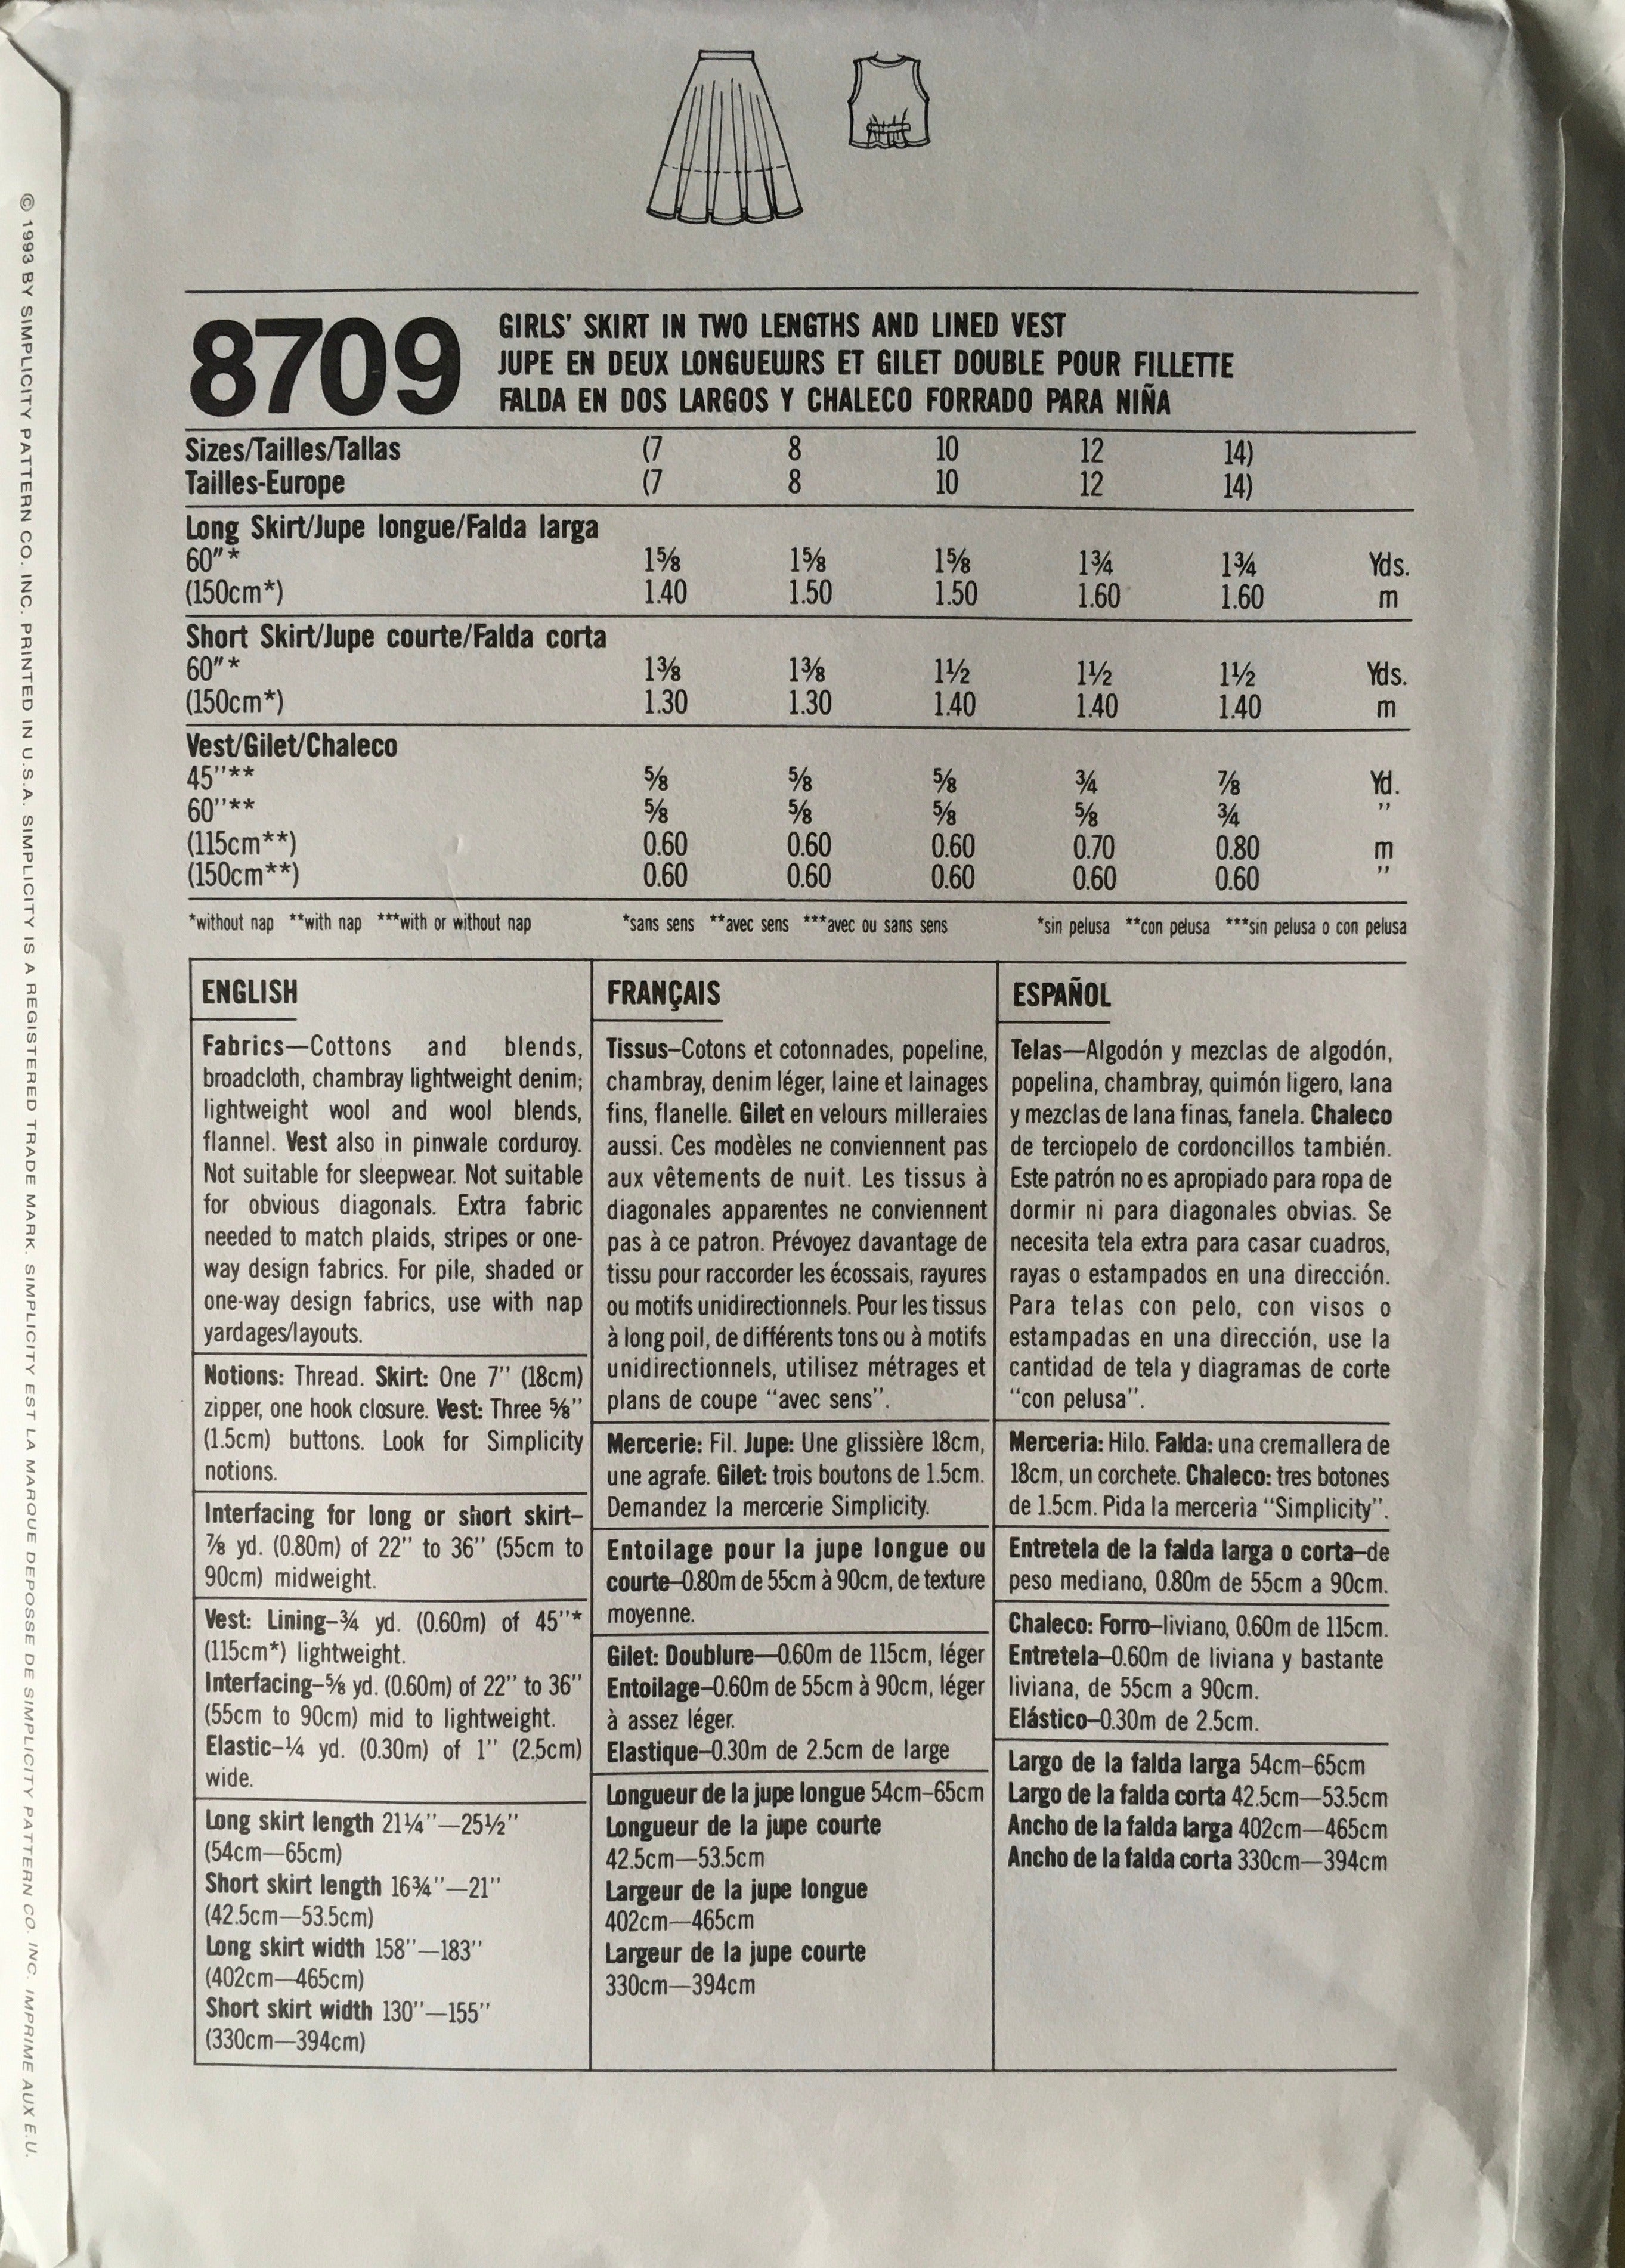 © 1993 BY SIMPLICITY PATTERN CO. INC. PRINTED IN U.S.A. SIMPLICITY IS A REGISTERED TRADE MARK. SIMPLICITY EST LA MARQUE DEPOSSE DE SIMPLICITY PATTERN CO. INC. IMPRIME AUX E.U.
8709
GIRLS' SKIRT IN TWO LENGTHS AND LINED VEST
JUPE EN DEUX LONGUEWRS ET GILET DOUBLE POUR FILLETTE
FALDA EN DOS LARGOS Y CHALECO FORRADO PARA NIÑA
Sizes/Tailles/Tallas (7 8 10 12 14)
Tailles-Europe (7 8 10 12 14)
Long Skirt/Jupe longue/Falda larga
60"* 1⅝ 1⅝ 1⅝ 1¾ 1¾ Yds.
(150cm*) 1.40 1.50 1.50 1.60 1.60 m
Short Skirt/Jupe courte/Falda corta
60"* 1⅜ 1⅜ 1½ 1½ 1½ Yds.
(150cm*) 1.30 1.30 1.40 1.40 1.40 m
Vest/Gilet/Chaleco
45"** ⅝ ⅝ ⅝ ¾ ⅞ Yd.
60"** ⅝ ⅝ ⅝ ⅝ ¾ "
(115cm**) 0.60 0.60 0.60 0.70 0.80 m
(150cm**) 0.60 0.60 0.60 0.60 0.60 "
*without nap **with nap ***with or without nap *sans sens **avec sens ***avec ou sans sens *sin pelusa **con pelusa ***sin pelusa o con pelusa
ENGLISH
Fabrics—Cottons and blends,
broadcloth, chambray lightweight denim;
lightweight wool and wool blends,
flannel. Vest also in pinwale corduroy.
Not suitable for sleepwear. Not suitable
for obvious diagonals. Extra fabric
needed to match plaids, stripes or one-
way design fabrics. For pile, shaded or
one-way design fabrics, use with nap
yardages/layouts.
Notions: Thread. Skirt: One 7" (18cm)
zipper, one hook closure. Vest: Three ⅝"
(1.5cm) buttons. Look for Simplicity
notions.
Interfacing for long or short skirt–
⅞ yd. (0.80m) of 22" to 36" (55cm to
90cm) midweight.
Vest: Lining–¾ yd. (0.60m) of 45"*
(115cm*) lightweight.
Interfacing–⅝ yd. (0.60m) of 22" to 36"
(55cm to 90cm) mid to lightweight.
Elastic–¼ yd. (0.30m) of 1" (2.5cm)
wide.
Long skirt length 21¼"—25½"
(54cm—65cm)
Short skirt length 16¾"—21"
(42.5cm—53.5cm)
Long skirt width 158"—183"
(402cm—465cm)
Short skirt width 130"—155"
(330cm—394cm)
FRANÇAIS
Tissus–Cotons et cotonnades, popeline,
chambray, denim léger, laine et lainages
fins, flanelle. Gilet en velours milleraies
aussi. Ces modèles ne conviennent pas
aux vêtements de nuit. Les tissus à
diagonales apparentes ne conviennent
pas à ce patron. Prévoyez davantage de
tissu pour raccorder les écossais, rayures
ou motifs unidirectionnels. Pour les tissus
à long poil, de différents tons ou à motifs
unidirectionnels, utilisez métrages et
plans de coupe "avec sens".
Mercerie: Fil. Jupe: Une glissière 18cm,
une agrafe. Gilet: trois boutons de 1.5cm.
Demandez la mercerie Simplicity.
Entoilage pour la jupe longue ou
courte–0.80m de 55cm à 90cm, de texture
moyenne.
Gilet: Doublure—0.60m de 115cm, léger
Entoilage–0.60m de 55cm à 90cm, léger
à assez léger.
Elastique–0.30m de 2.5cm de large
Longueur de la jupe longue 54cm–65cm
Longueur de la jupe courte
42.5cm—53.5cm
Largeur de la jupe longue
402cm—465cm
Largeur de la jupe courte
330cm—394cm
ESPAÑOL
Telas—Algodón y mezclas de algodón,
popelina, chambray, quimón ligero, lana
y mezclas de lana finas, fanela. Chaleco
de terciopelo de cordoncillos también.
Este patrón no es apropiado para ropa de
dormir ni para diagonales obvias. Se
necesita tela extra para casar cuadros,
rayas o estampados en una dirección.
Para telas con pelo, con visos o
estampadas en una dirección, use la
cantidad de tela y diagramas de corte
"con pelusa".
Merceria: Hilo. Falda: una cremallera de
18cm, un corchete. Chaleco: tres botones
de 1.5cm. Pida la merceria "Simplicity".
Entretela de la falda larga o corta–de
peso mediano, 0.80m de 55cm a 90cm.
Chaleco: Forro–liviano, 0.60m de 115cm.
Entretela–0.60m de liviana y bastante
liviana, de 55cm a 90cm.
Elástico–0.30m de 2.5cm.
Largo de la falda larga 54cm–65cm
Largo de la falda corta 42.5cm—53.5cm
Ancho de la falda larga 402cm—465cm
Ancho de la falda corta 330cm—394cm